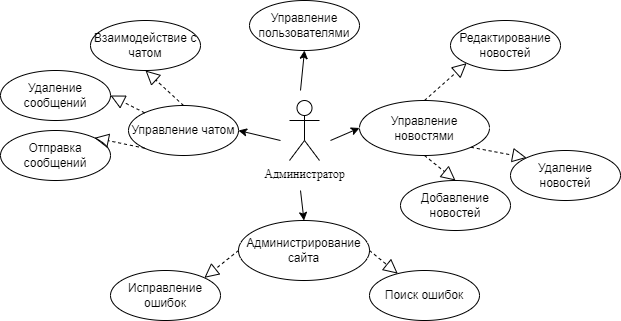 Управление
пользователями
Взаимодействие с
чатом
Редактирование
новостей
Удаление
сообщений
Управление чатом
Управление
новостями
Отправка
сообщений
Администратор
Удаление
новостей
Добавление
новостей
Администрирование
сайта
Исправление
ошибок
Поиск ошибок